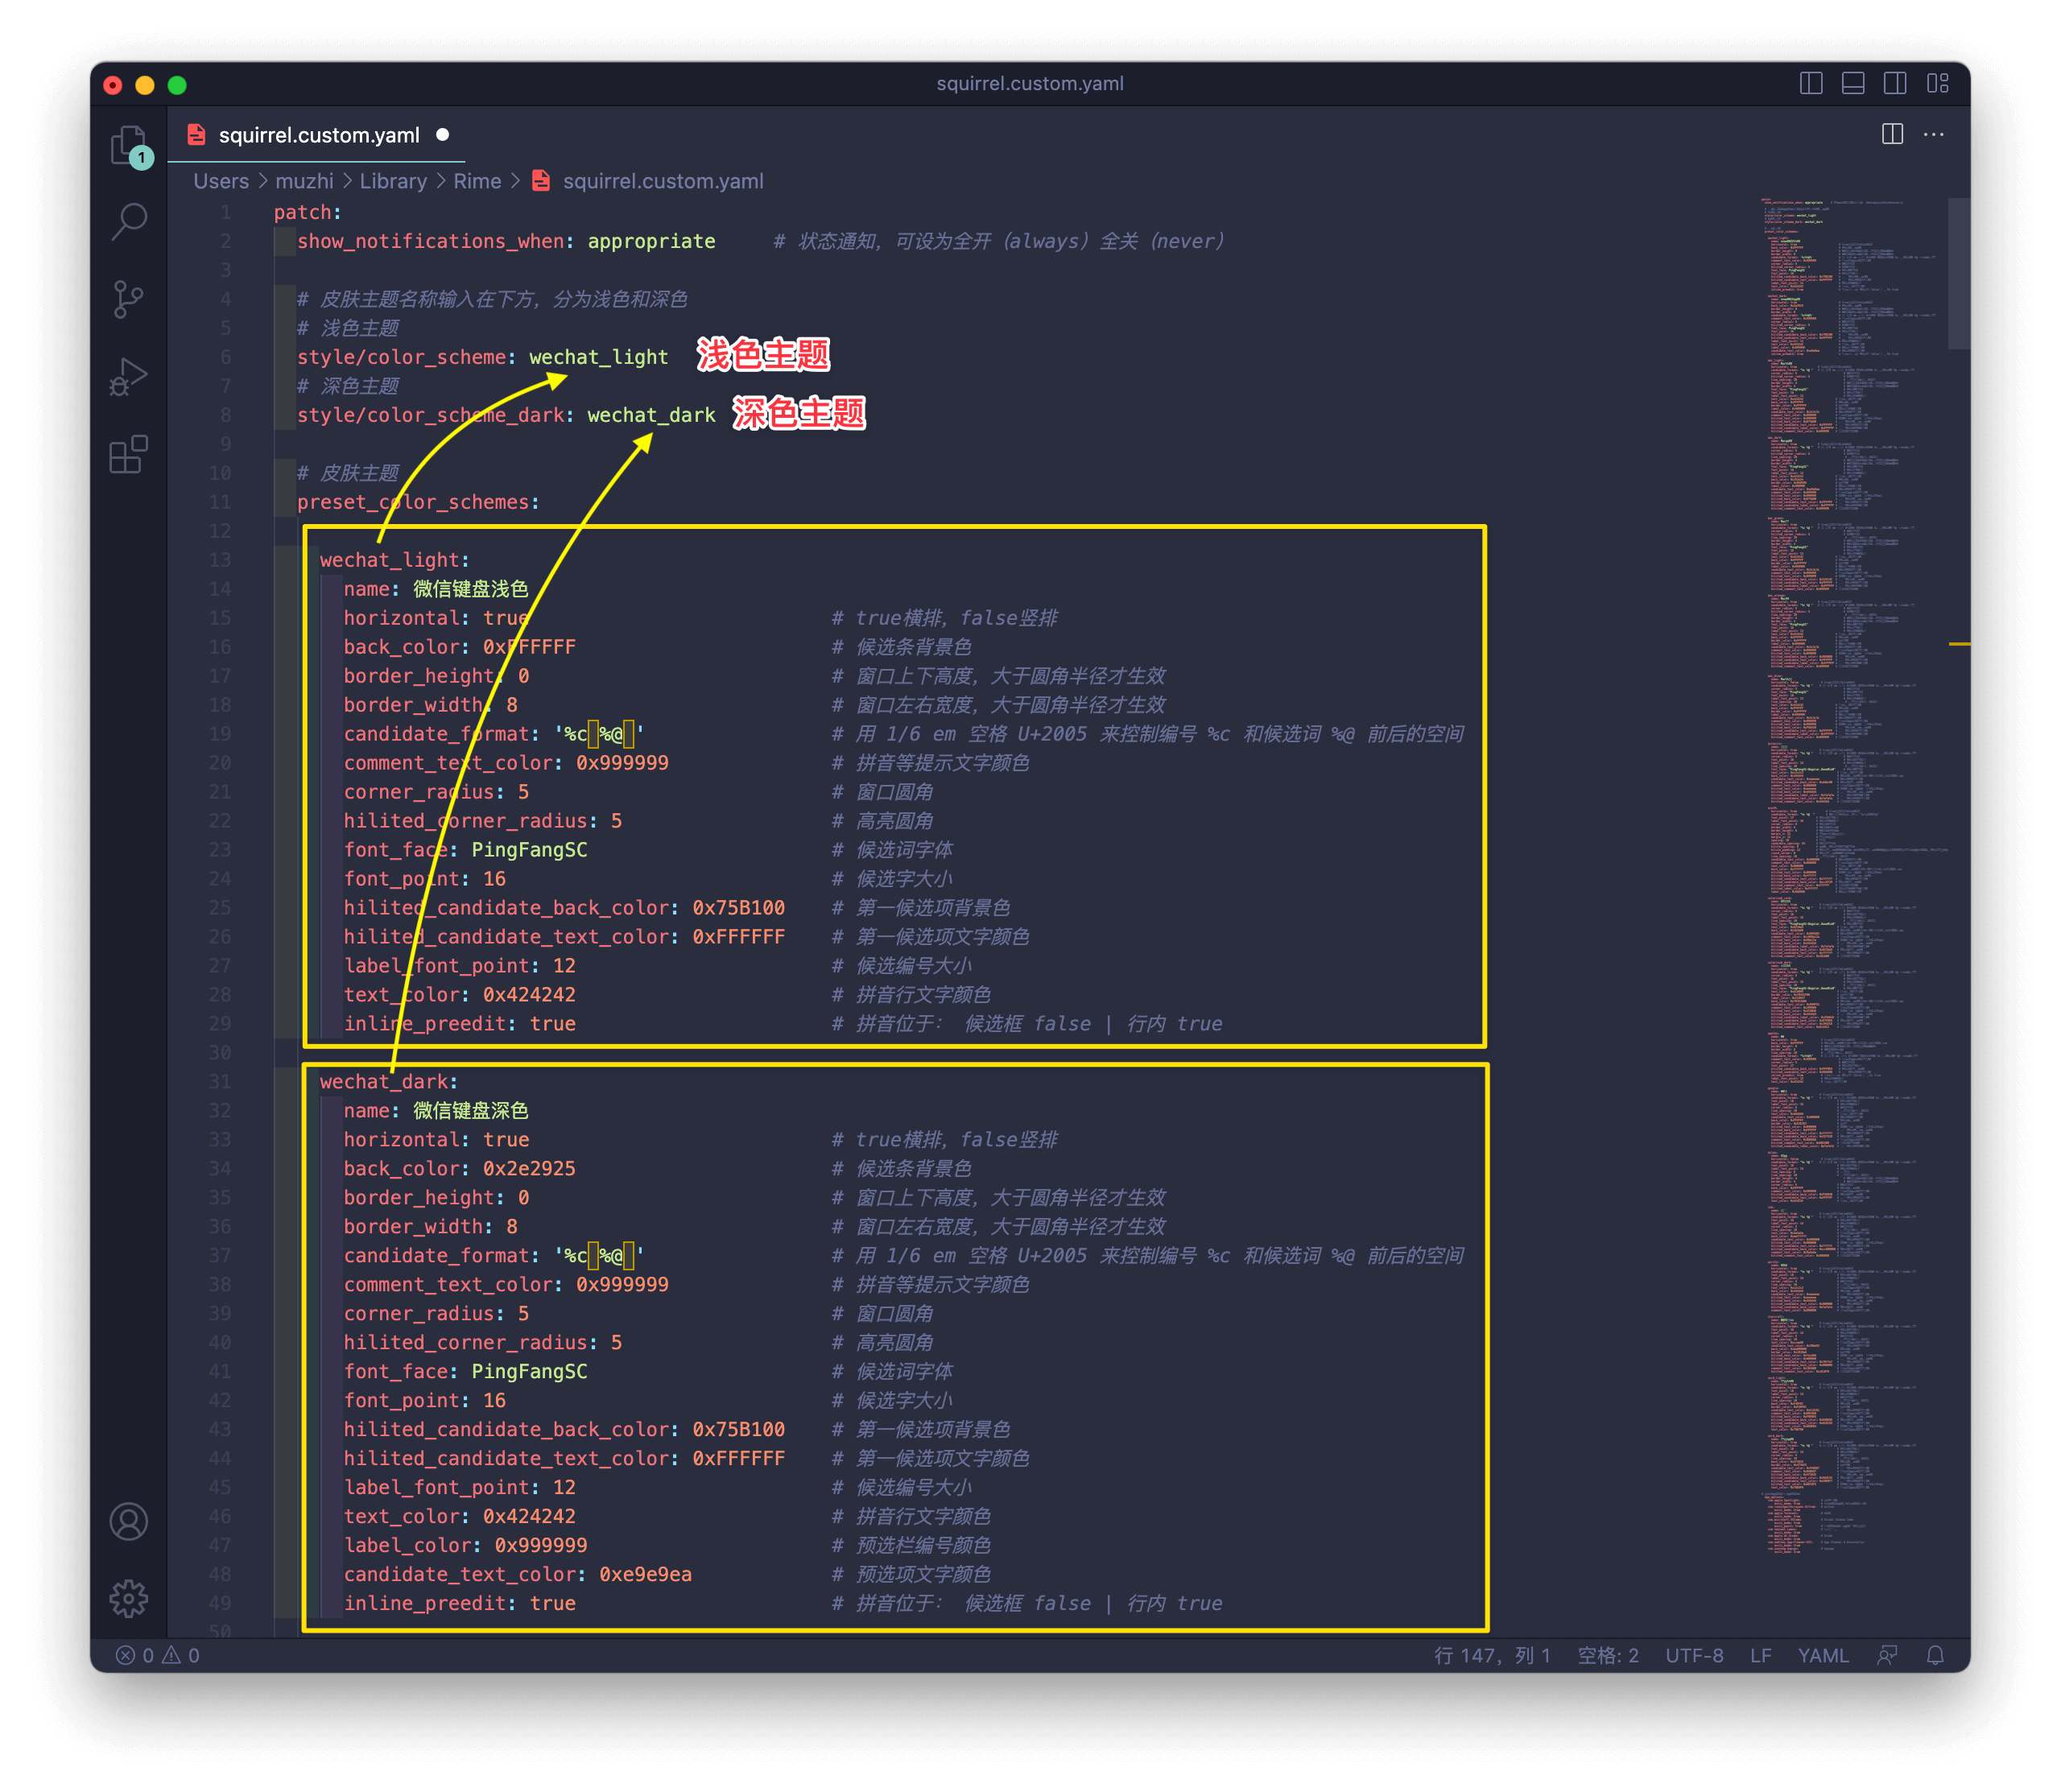 squirrel.custom.yaml
squirrel.custom.yaml
1
Users > muzhi > Library > Rime > squirrel.custom.yaml
1 patch:
2 show_notifications_when: appropriate # 状态通知，可设为全开（always）全关（never）
3
4 # 皮肤主题名称输入在下方，分为浅色和深色
5 # 浅色主题
6 style/color_scheme: wechat_light 浅色主题
7 # 深色主题
8 style/color_scheme_dark: wechat_dark 深色主题
9
10 # 皮肤主题
11 preset_color_schemes:
12
13 wechat_light:
14 name: 微信键盘浅色
15 horizontal: true # true横排，false竖排
16 back_color: 0xFFFFFF # 候选条背景色
17 border_height: 0 # 窗口上下高度，大于圆角半径才生效
18 border_width: 8 # 窗口左右宽度，大于圆角半径才生效
19 candidate_format: '%c %@ ' # 用 1/6 em 空格 U+2005 来控制编号 %c 和候选词 %@ 前后的空间
20 comment_text_color: 0x999999 # 拼音等提示文字颜色
21 corner_radius: 5 # 窗口圆角
22 hilited_corner_radius: 5 # 高亮圆角
23 font_face: PingFangSC # 候选词字体
24 font_point: 16 # 候选字大小
25 hilited_candidate_back_color: 0x75B100 # 第一候选项背景色
26 hilited_candidate_text_color: 0xFFFFFF # 第一候选项文字颜色
27 label_font_point: 12 # 候选编号大小
28 text_color: 0x424242 # 拼音行文字颜色
29 inline_preedit: true # 拼音位于： 候选框 false | 行内 true
30
31 wechat_dark:
32 name: 微信键盘深色
33 horizontal: true # true横排，false竖排
34 back_color: 0x2e2925 # 候选条背景色
35 border_height: 0 # 窗口上下高度，大于圆角半径才生效
36 border_width: 8 # 窗口左右宽度，大于圆角半径才生效
37 candidate_format: '%c %@ ' # 用 1/6 em 空格 U+2005 来控制编号 %c 和候选词 %@ 前后的空间
38 comment_text_color: 0x999999 # 拼音等提示文字颜色
39 corner_radius: 5 # 窗口圆角
40 hilited_corner_radius: 5 # 高亮圆角
41 font_face: PingFangSC # 候选词字体
42 font_point: 16 # 候选字大小
43 hilited_candidate_back_color: 0x75B100 # 第一候选项背景色
44 hilited_candidate_text_color: 0xFFFFFF # 第一候选项文字颜色
45 label_font_point: 12 # 候选编号大小
46 text_color: 0x424242 # 拼音行文字颜色
47 label_color: 0x999999 # 预选栏编号颜色
48 candidate_text_color: 0xe9e9ea # 预选项文字颜色
49 inline_preedit: true # 拼音位于： 候选框 false | 行内 true
50
0 0 行 147，列 1 空格: 2 UTF-8 LF YAML